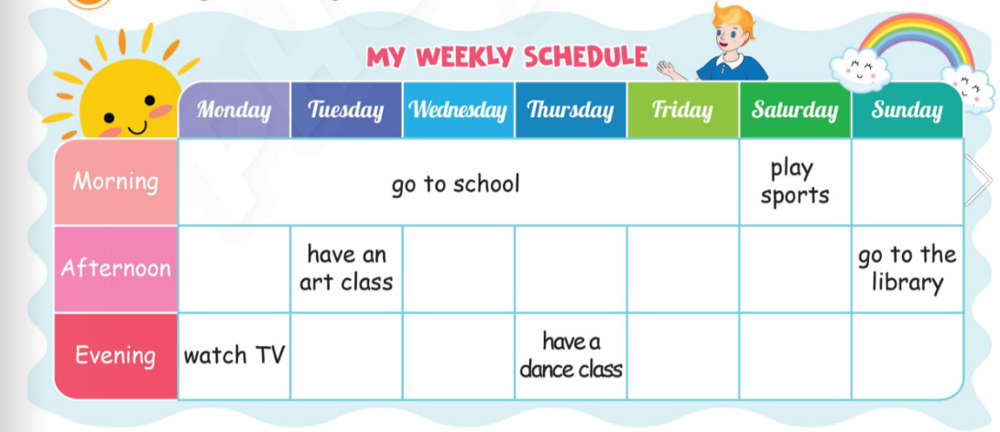 MY WEEKLY SCHEDULE
Monday Tuesday Wednesday Thursday Friday Saturday Sunday
Morning
go to school
play
sports
Afternoon
have an
art class
go to the
library
Evening
watch TV
have a
dance class